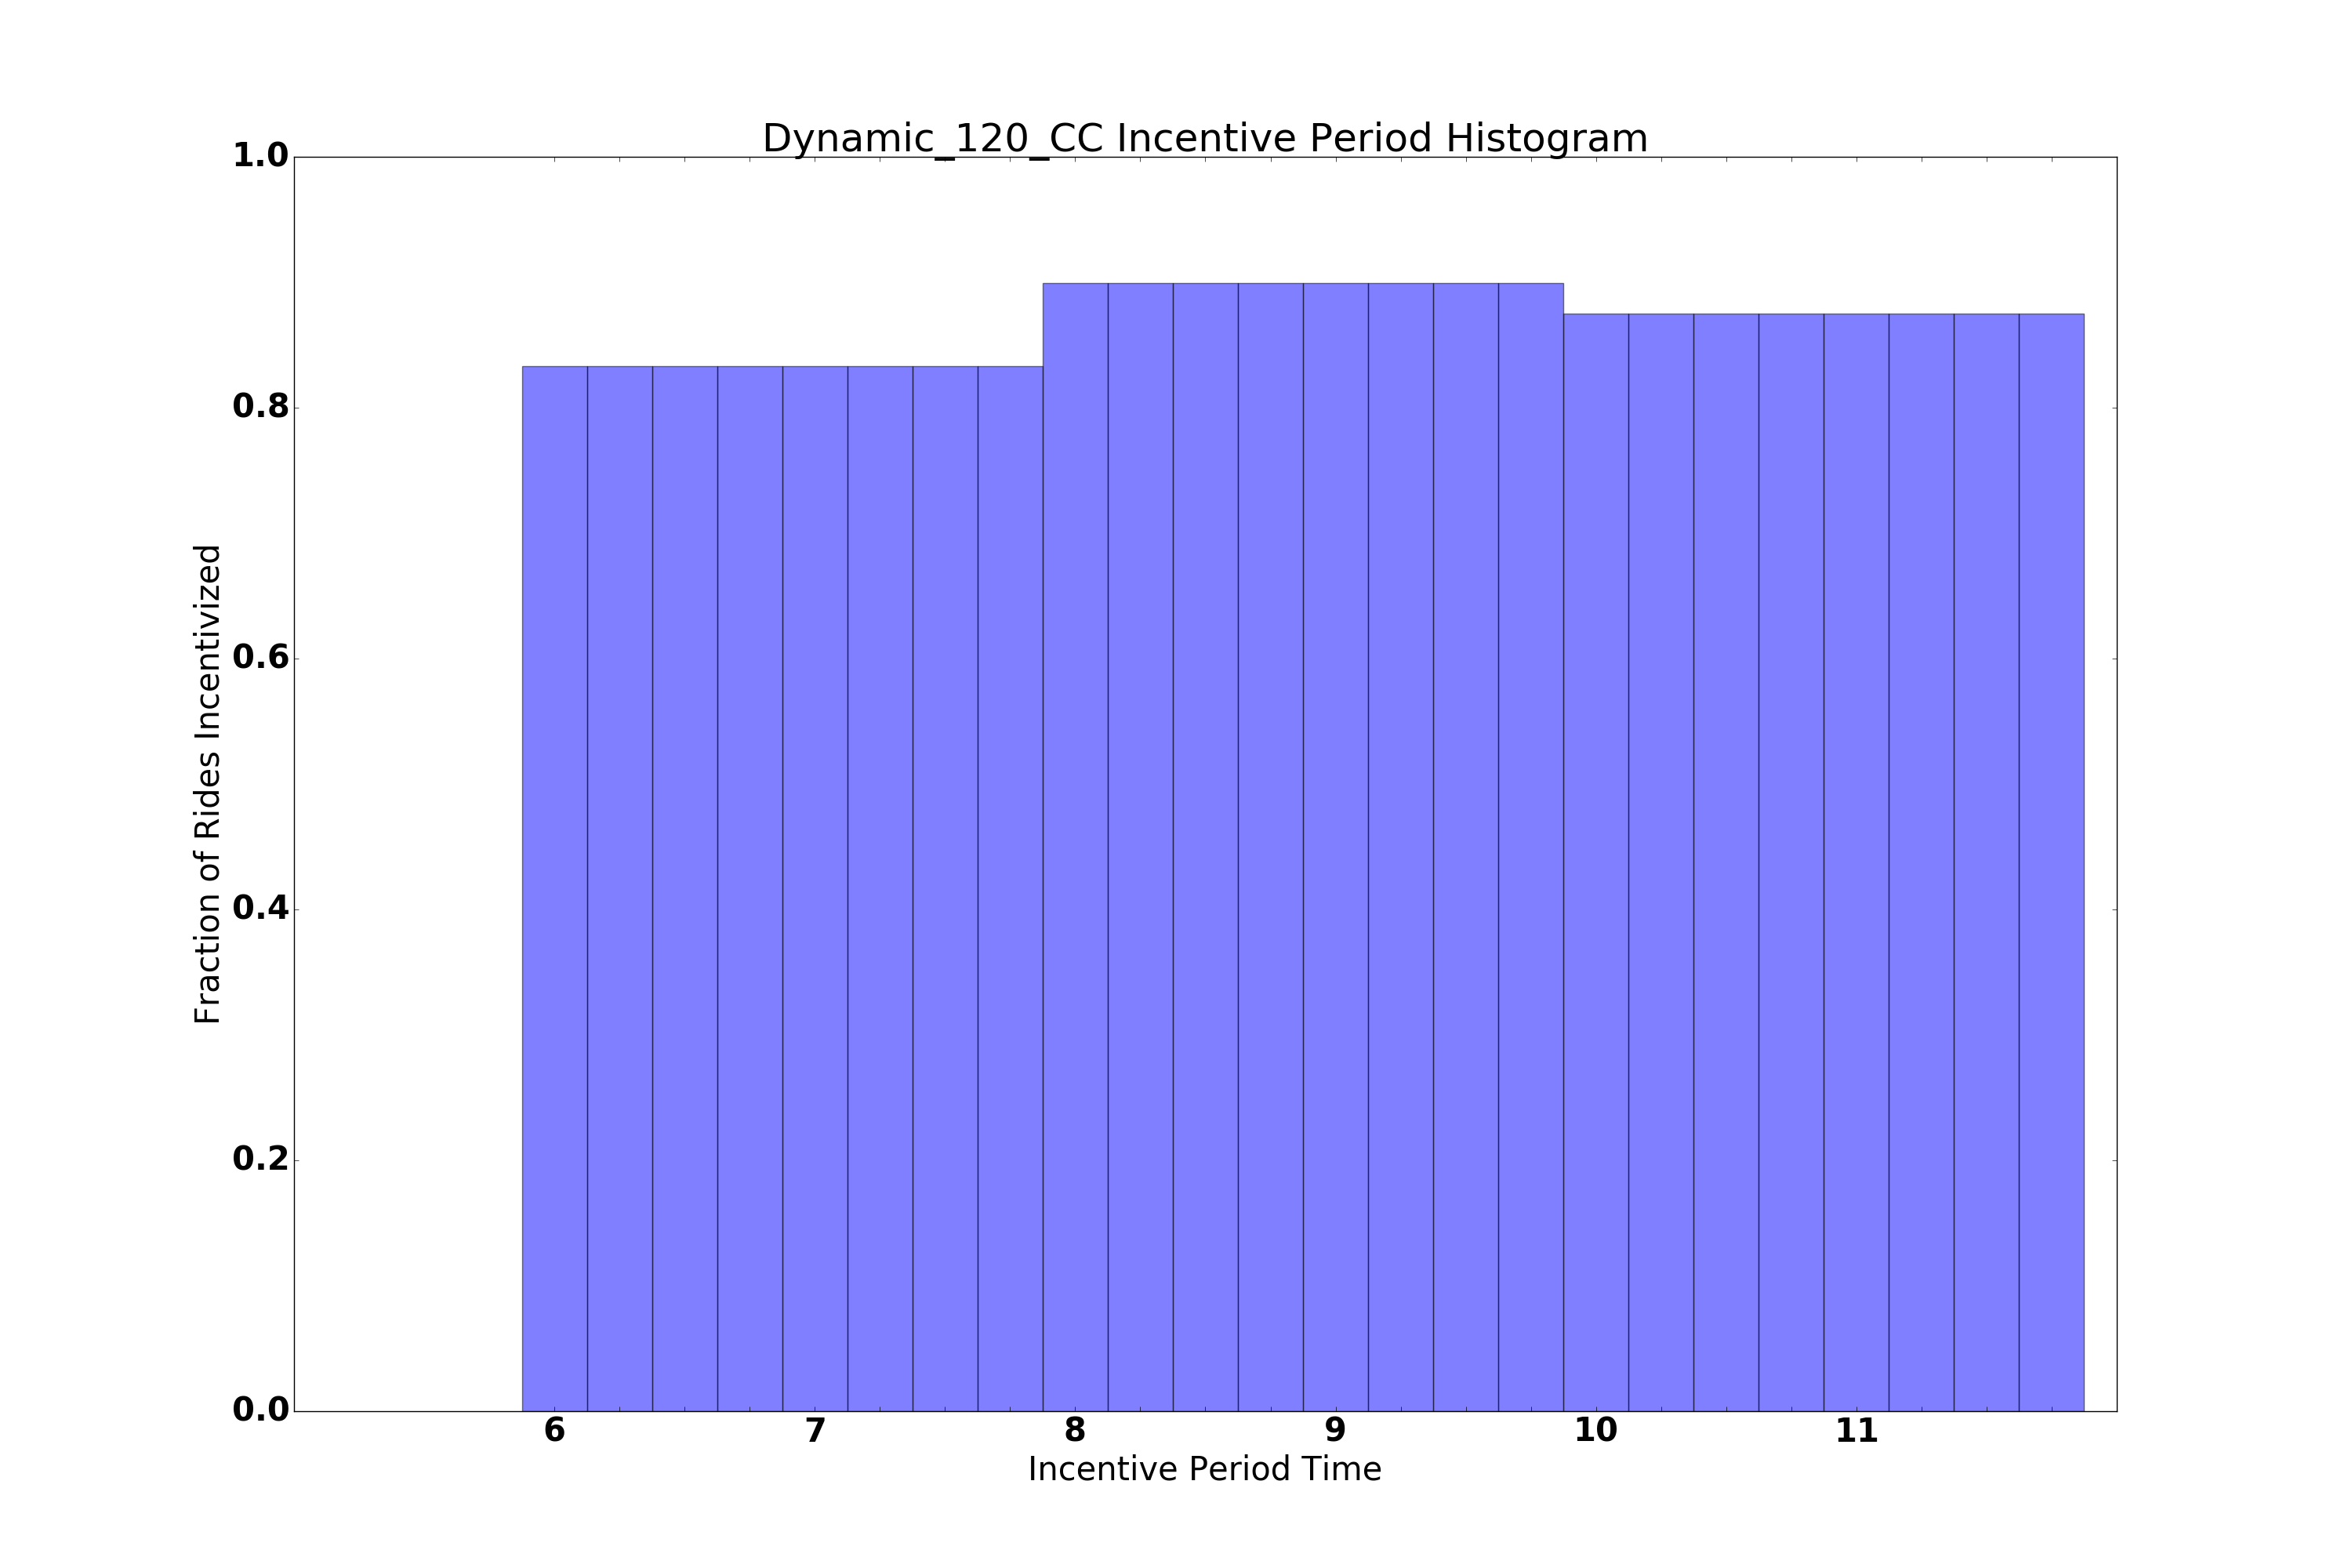 Dynamic_120_CC Incentive Period Histogram
1.0
0.8
0.6
0.4
0.2
0.0
Fraction of Rides Incentivized
6 7 8 9 10 11
Incentive Period Time